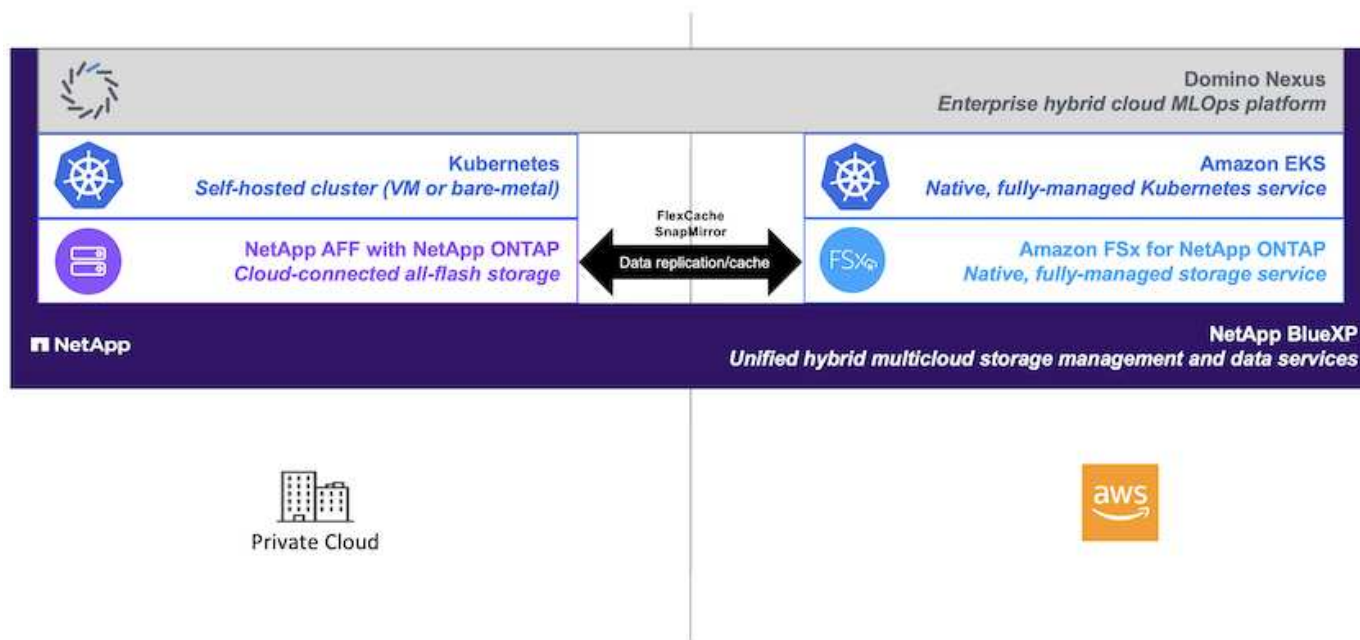 Domino Nexus
Enterprise hybrid cloud MLOps platform
Kubernetes
Self-hosted cluster (VM or bare-metal)
Amazon EKS
Native, fully-managed Kubernetes service
FlexCache
SnapMirror
Data replication/cache
NetApp AFF with NetApp ONTAP
Cloud-connected all-flash storage
FSx
Amazon FSx for NetApp ONTAP
Native, fully-managed storage service
NetApp
NetApp BlueXP
Unified hybrid multicloud storage management and data services
Private Cloud
aws